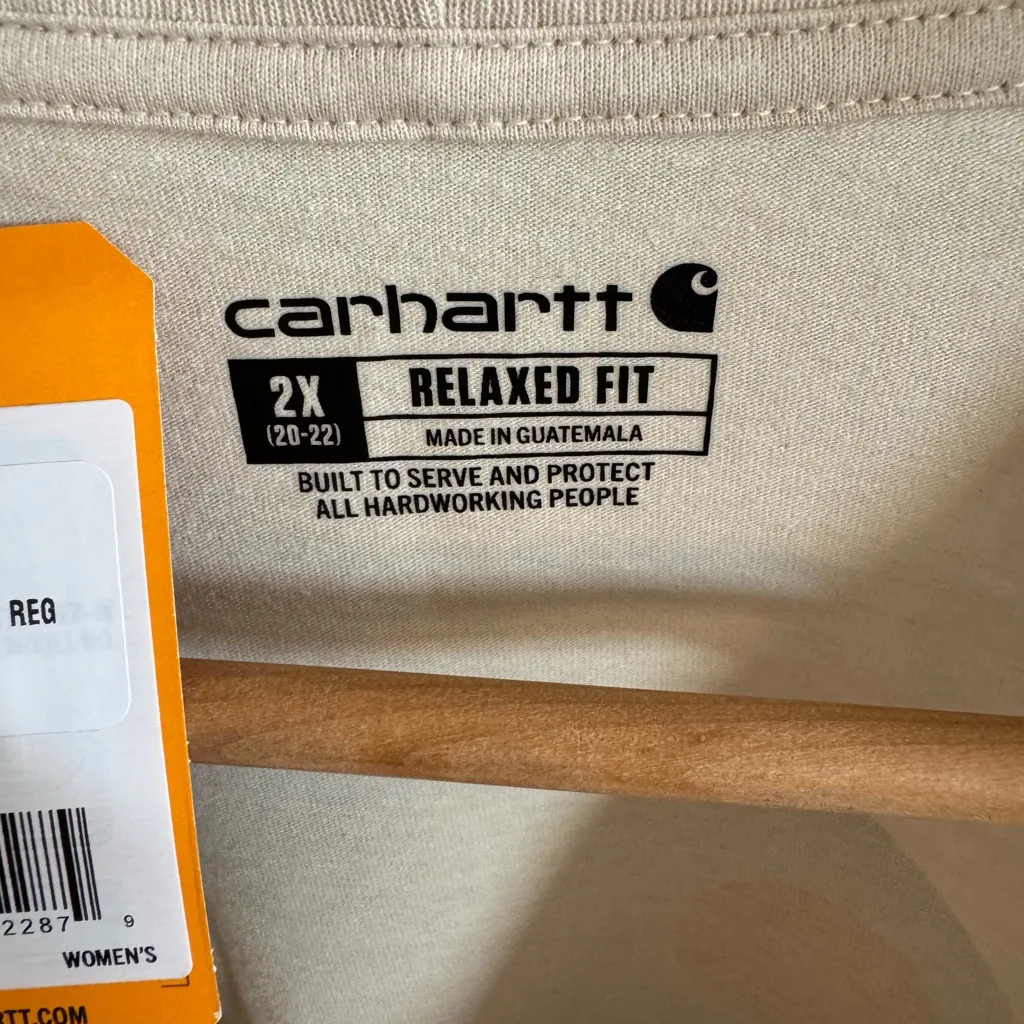 carhartt
2X
(20-22)
RELAXED FIT
MADE IN GUATEMALA
BUILT TO SERVE AND PROTECT
ALL HARDWORKING PEOPLE
REG
2287 9
WOMEN'S
RTT.COM